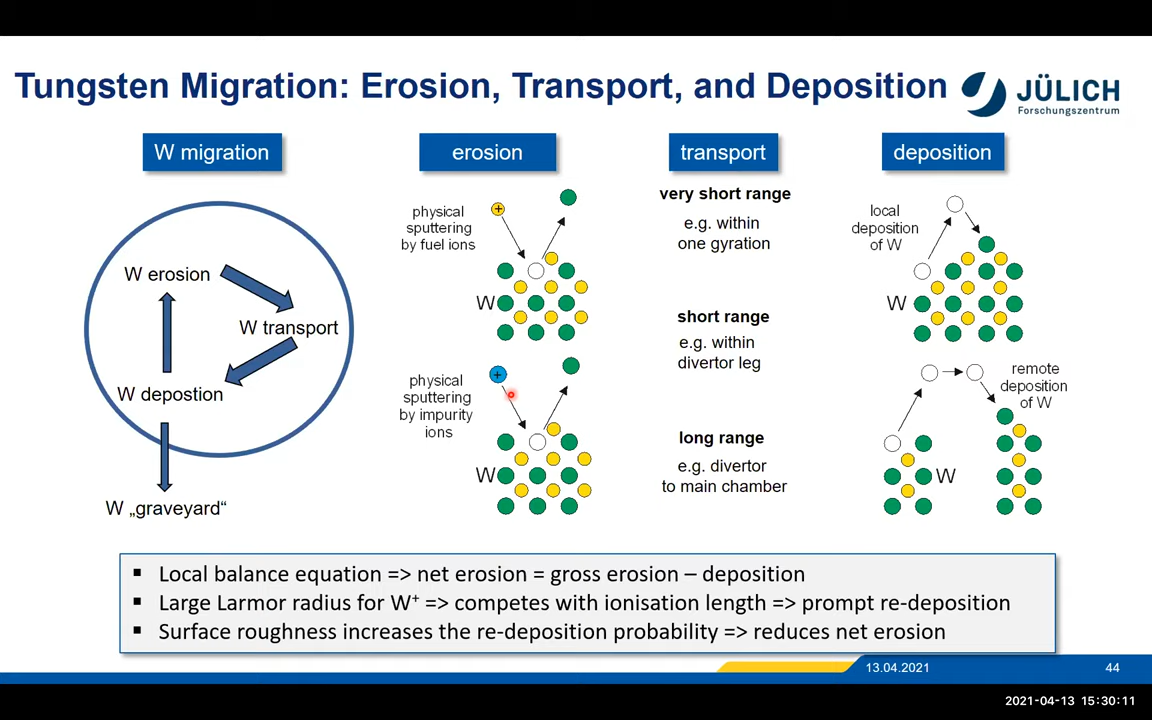 Tungsten Migration: Erosion, Transport, and Deposition
JÜLICH
Forschungszentrum
W migration
W erosion
W transport
W depostion
W „graveyard“
erosion
physical
sputtering
by fuel ions
+
W
physical
sputtering
by impurity
ions
+
W
transport
very short range
e.g. within
one gyration
short range
e.g. within
divertor leg
long range
e.g. divertor
to main chamber
deposition
local
deposition
of W
W
remote
deposition
of W
W
▪ Local balance equation => net erosion = gross erosion – deposition
▪ Large Larmor radius for W⁺ => competes with ionisation length => prompt re-deposition
▪ Surface roughness increases the re-deposition probability => reduces net erosion
13.04.2021
44
2021-04-13 15:30:11